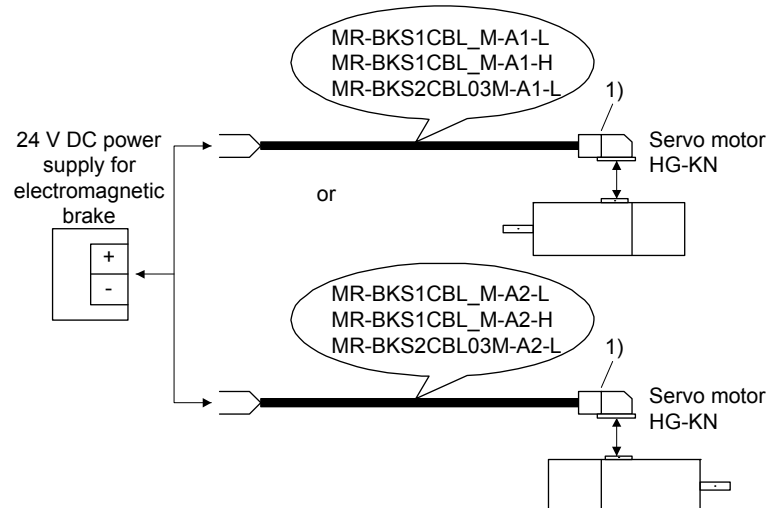 MR-BKS1CBL_M-A1-L
MR-BKS1CBL_M-A1-H
MR-BKS2CBL03M-A1-L
1)
24 V DC power
supply for
electromagnetic
brake
Servo motor
HG-KN
or
+
-
MR-BKS1CBL_M-A2-L
MR-BKS1CBL_M-A2-H
MR-BKS2CBL03M-A2-L
1)
Servo motor
HG-KN